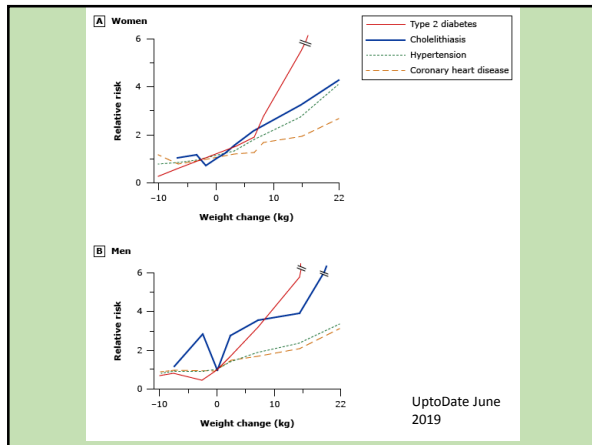 A Women
Type 2 diabetes
Cholelithiasis
Hypertension
Coronary heart disease
6
4
2
0
Relative risk
-10
0
10
22
Weight change (kg)
B Men
6
4
2
0
Relative risk
-10
0
10
22
Weight change (kg)
UptoDate June
2019